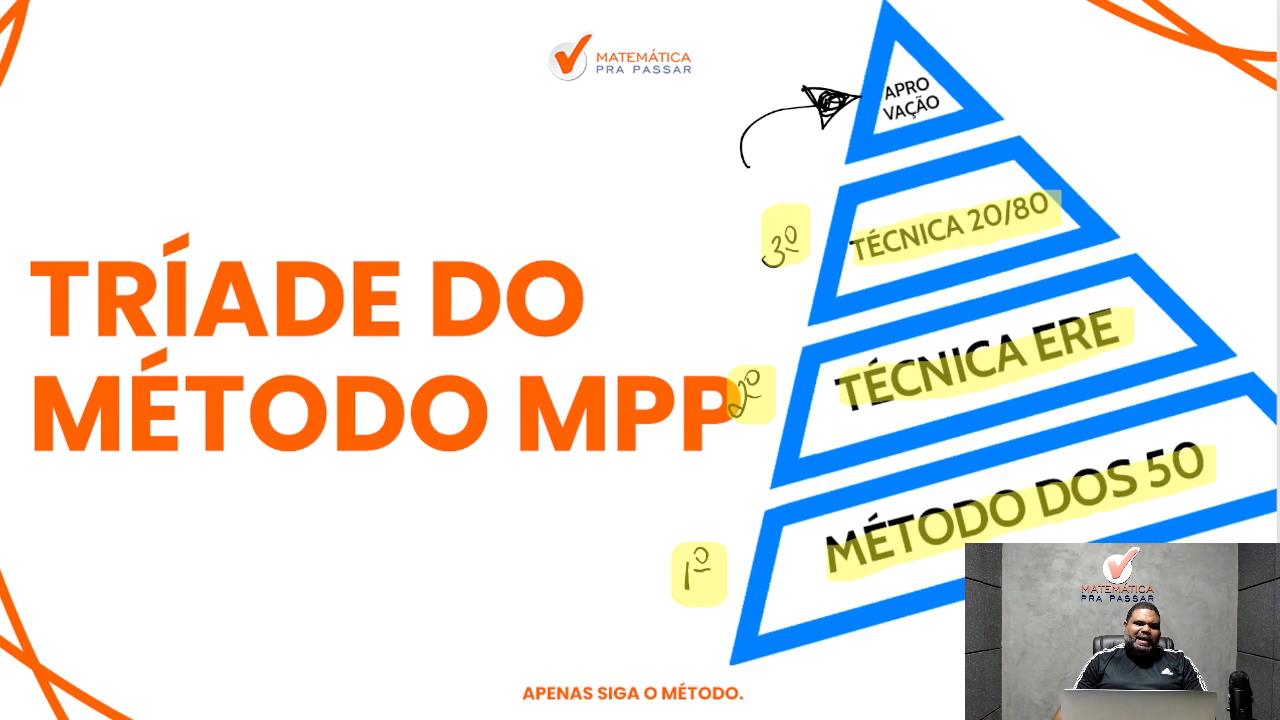 MATEMÁTICA
PRA PASSAR
APRO
VAÇÃO
3º
TÉCNICA 20/80
TRÍADE DO
MÉTODO MPP
2º
TÉCNICA ERE
1º
MÉTODO DOS 50
MATEMÁTICA
PRA PASSAR
APENAS SIGA O MÉTODO.